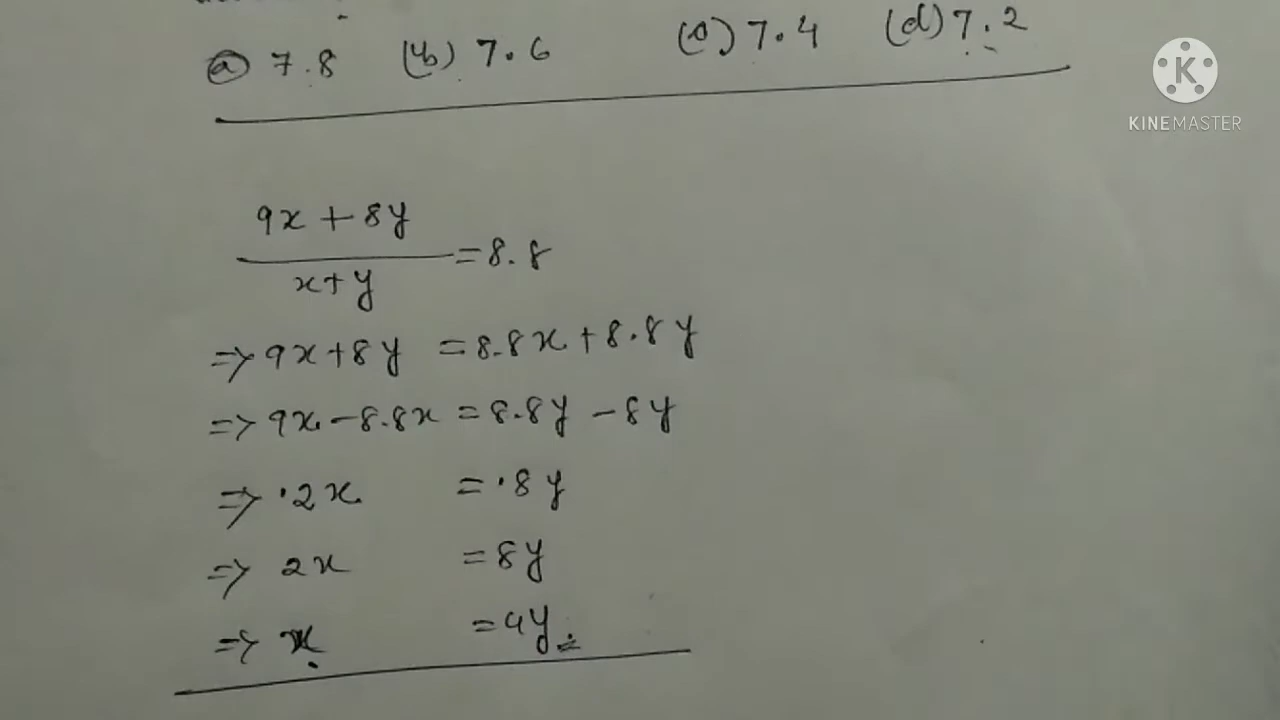 (a) 7.8 (b) 7.6 (c) 7.4 (d) 7.2
K
KINEMASTER
9x + 8y
x+y
= 8.8
=> 9x+8y = 8.8x + 8.8y
=> 9x - 8.8x = 8.8y - 8y
=> .2x = .8y
=> 2x = 8y
=> x = 4y